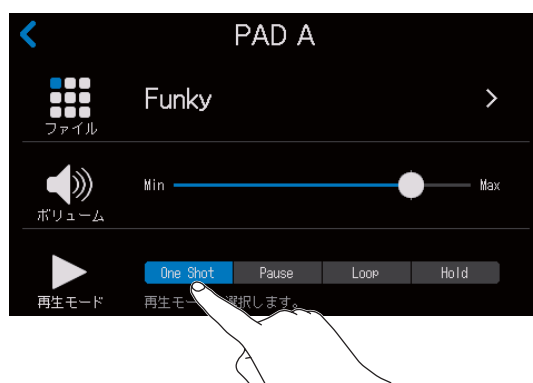 PAD A
Funky
ファイル
Min Max
ボリューム
One Shot Pause Loop Hold
再生モード 再生モー 選択します。